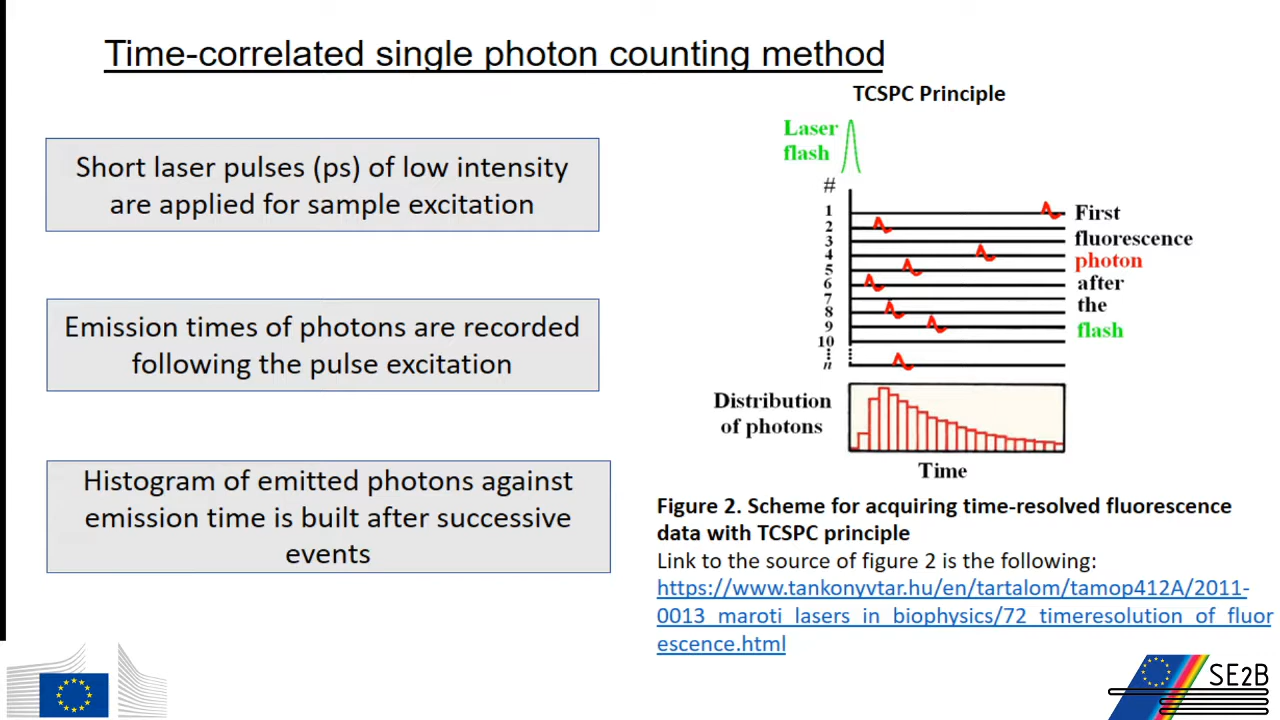 Time-correlated single photon counting method
Short laser pulses (ps) of low intensity
are applied for sample excitation
Emission times of photons are recorded
following the pulse excitation
Histogram of emitted photons against
emission time is built after successive
events
TCSPC Principle
Laser
flash
#
1
2
3
4
5
6
7
8
9
10
n
First
fluorescence
photon
after
the
flash
Distribution
of photons
Time
Figure 2. Scheme for acquiring time-resolved fluorescence
data with TCSPC principle
Link to the source of figure 2 is the following:
https://www.tankonyvtar.hu/en/tartalom/tamop412A/2011-
0013_maroti_lasers_in_biophysics/72_timeresolution_of_fluor
escence.html
SE2B